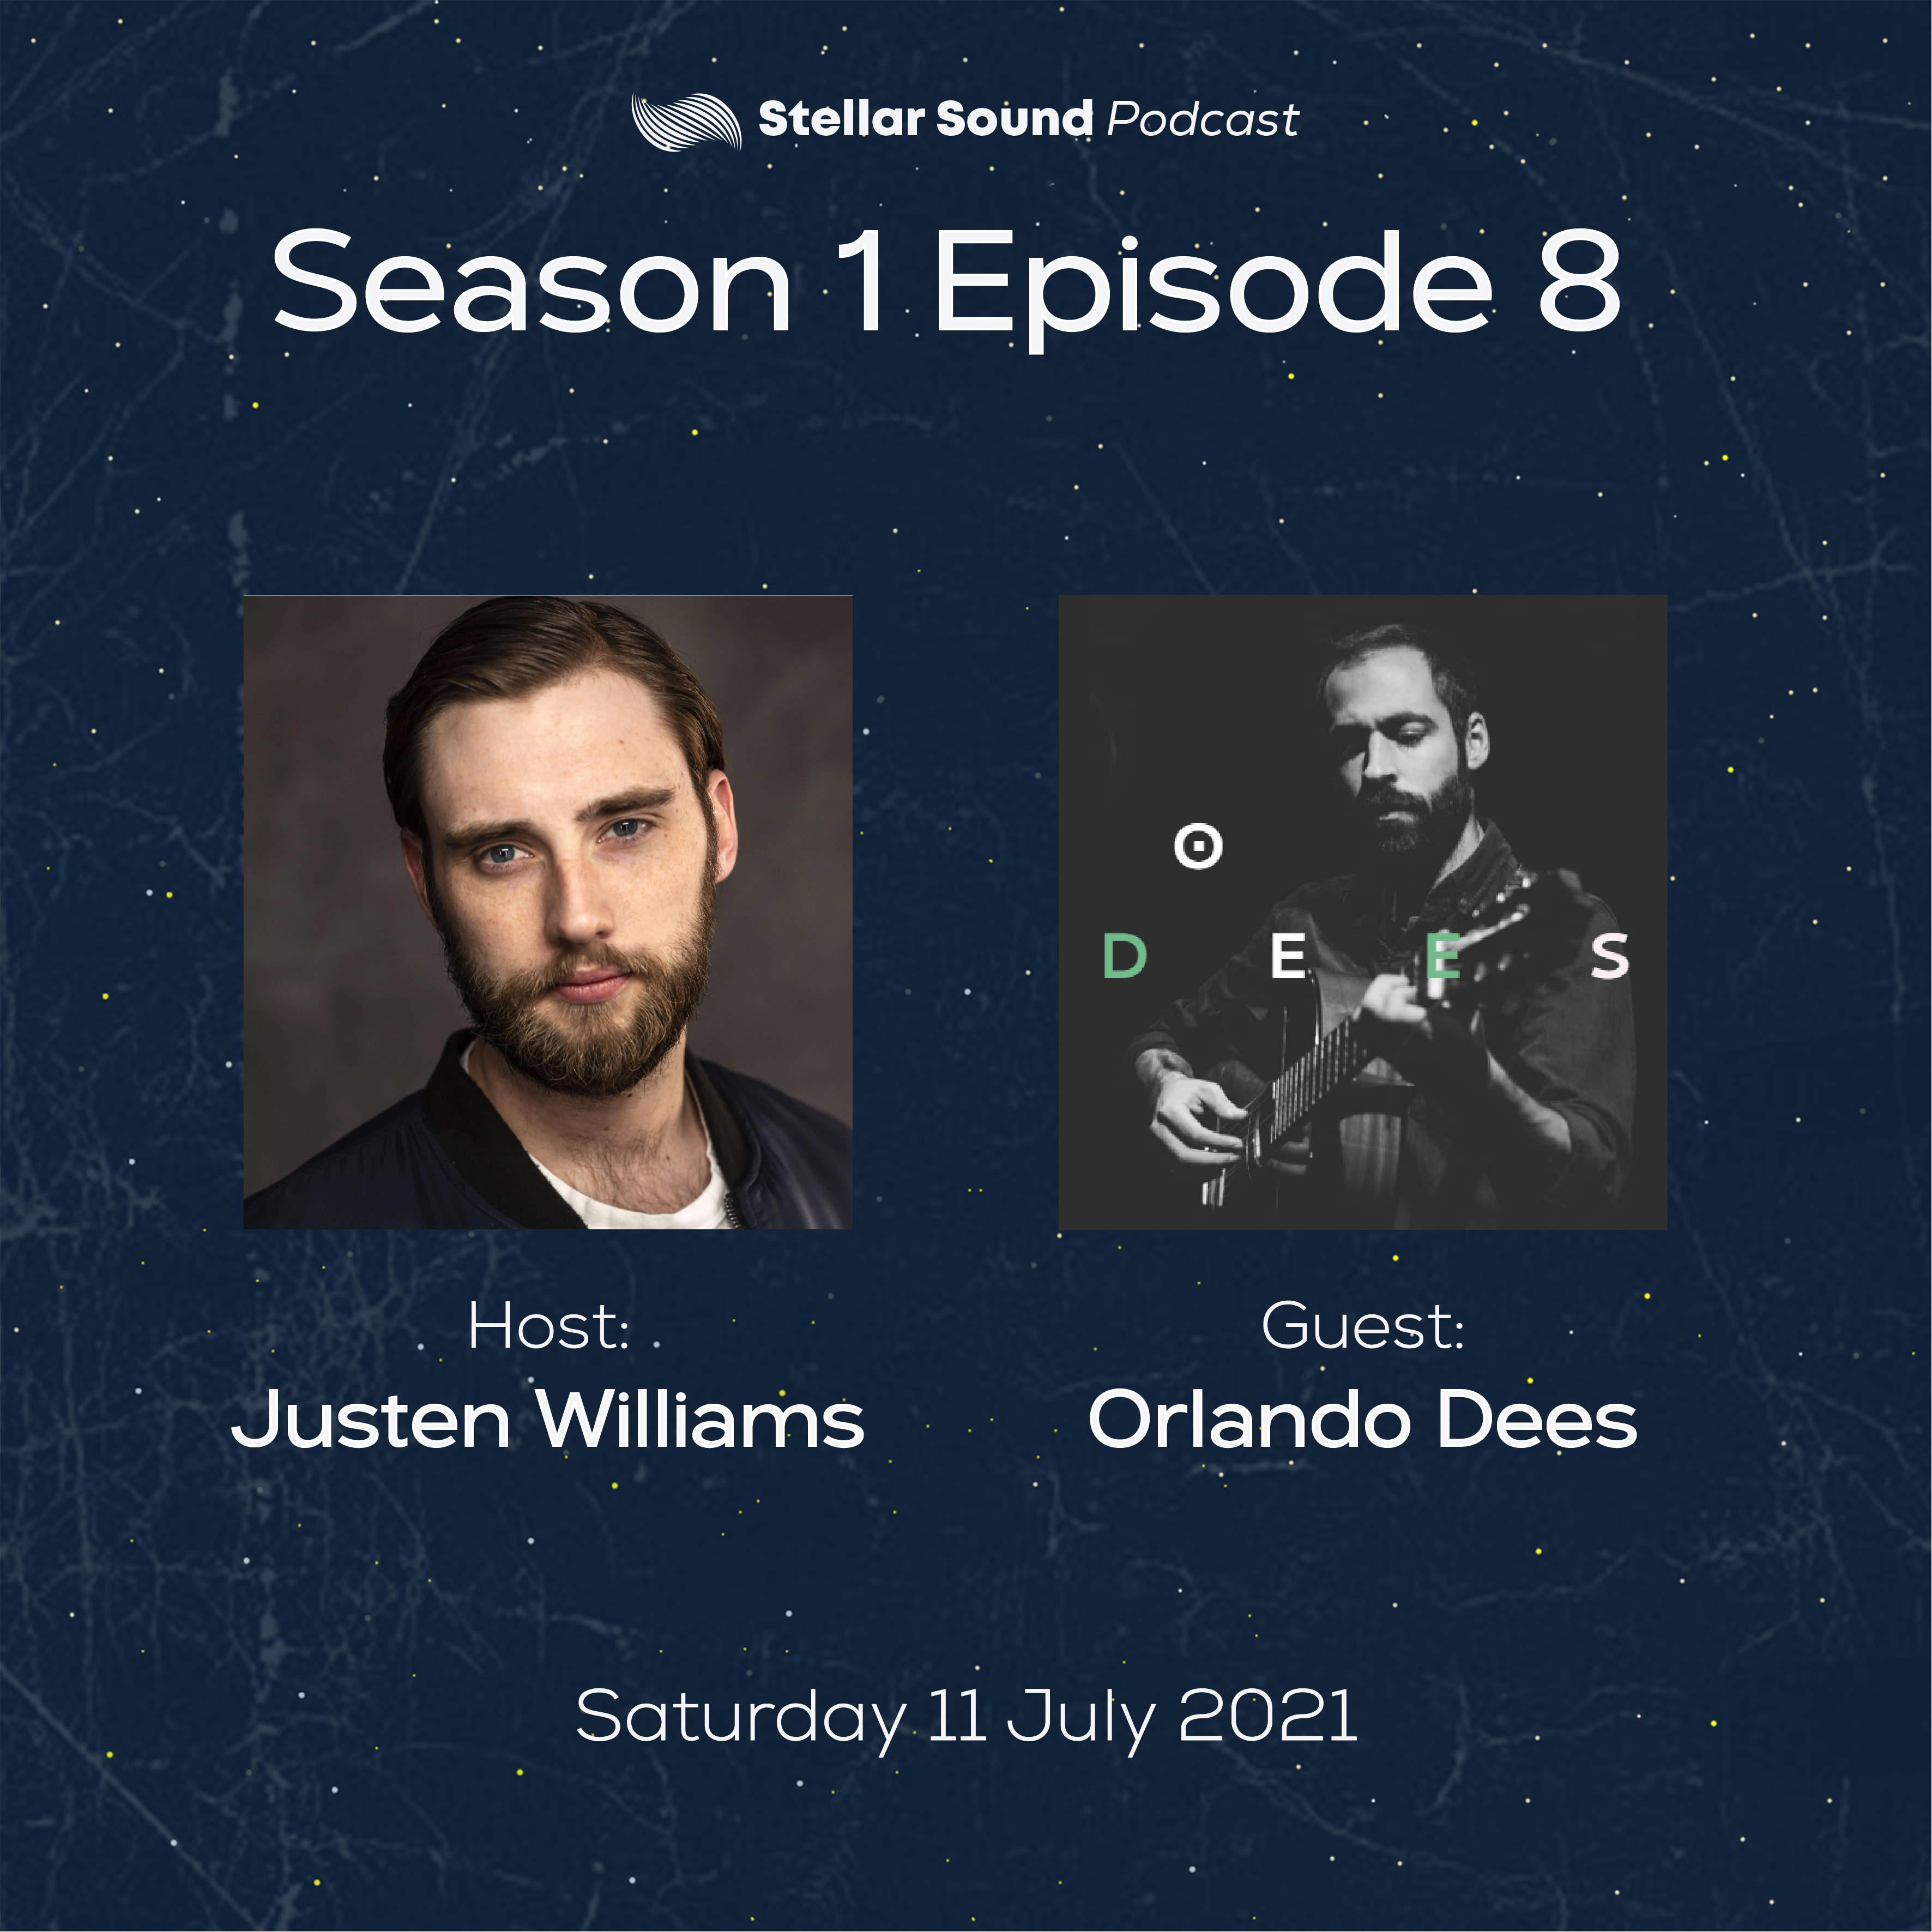 Stellar Sound Podcast
Season 1 Episode 8
O
D E E S
Host:
Justen Williams
Guest:
Orlando Dees
Saturday 11 July 2021